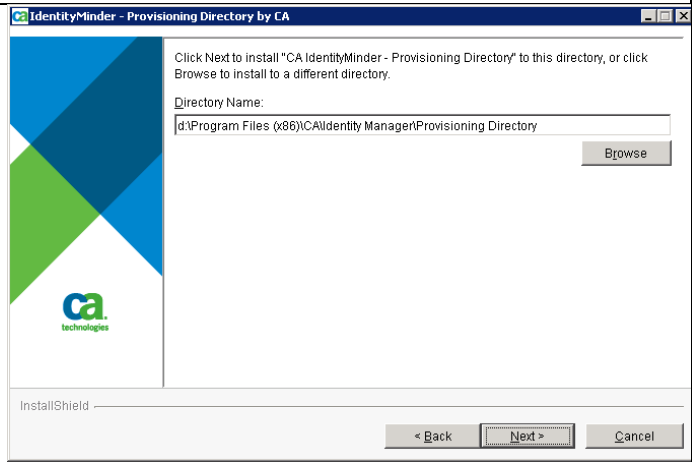 ca IdentityMinder - Provisioning Directory by CA
Click Next to install "CA IdentityMinder - Provisioning Directory" to this directory, or click
Browse to install to a different directory.
Directory Name:
d:\Program Files (x86)\CA\Identity Manager\Provisioning Directory
Browse
ca.
technologies
InstallShield
< Back
Next >
Cancel